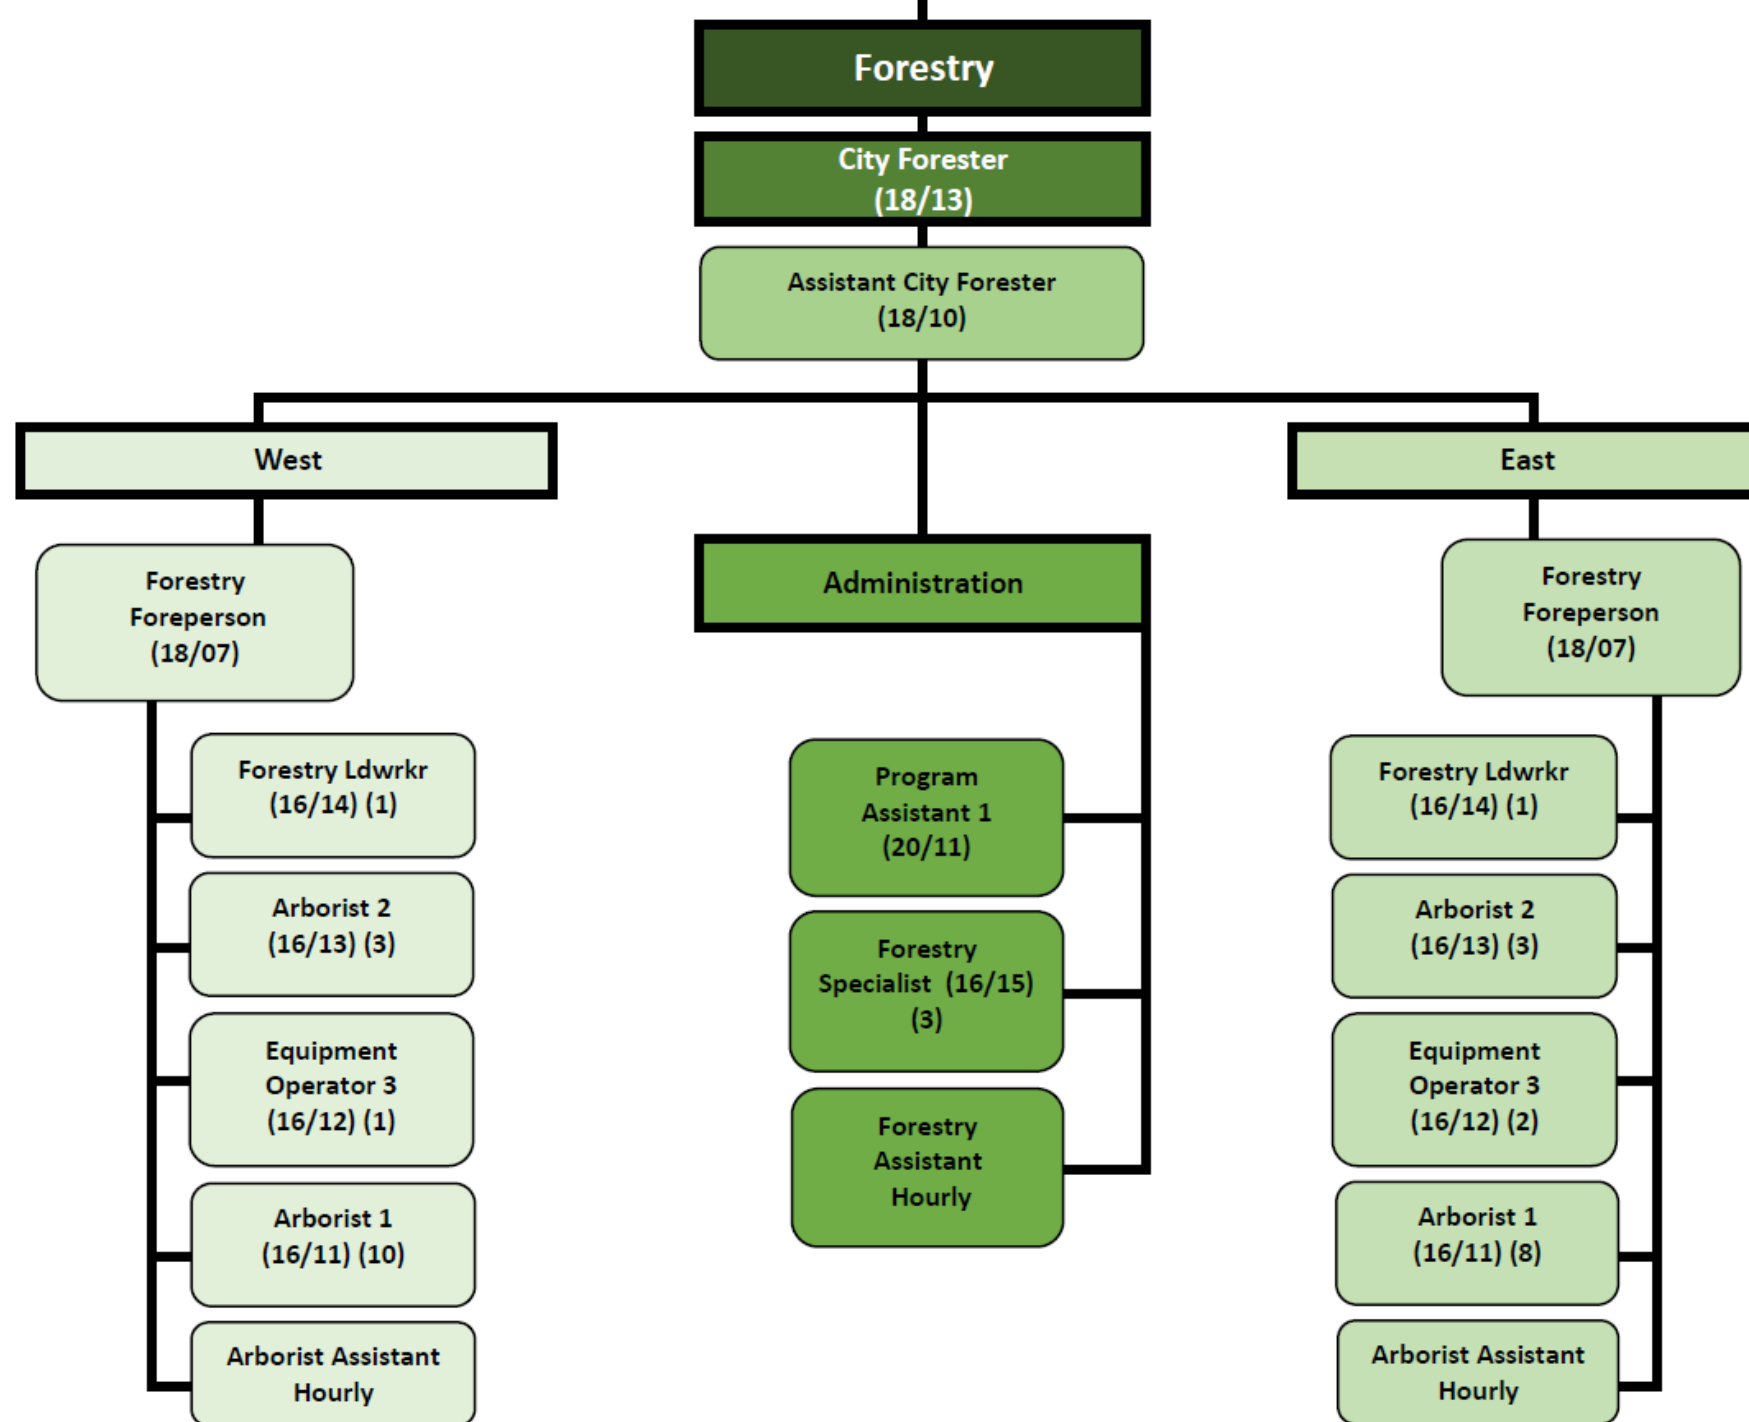 Forestry
City Forester
(18/13)
Assistant City Forester
(18/10)
West
Forestry
Foreperson
(18/07)
Forestry Ldwrkr
(16/14) (1)
Arborist 2
(16/13) (3)
Equipment
Operator 3
(16/12) (1)
Arborist 1
(16/11) (10)
Arborist Assistant
Hourly
Administration
Program
Assistant 1
(20/11)
Forestry
Specialist  (16/15)
(3)
Forestry
Assistant
Hourly
East
Forestry
Foreperson
(18/07)
Forestry Ldwrkr
(16/14) (1)
Arborist 2
(16/13) (3)
Equipment
Operator 3
(16/12) (2)
Arborist 1
(16/11) (8)
Arborist Assistant
Hourly